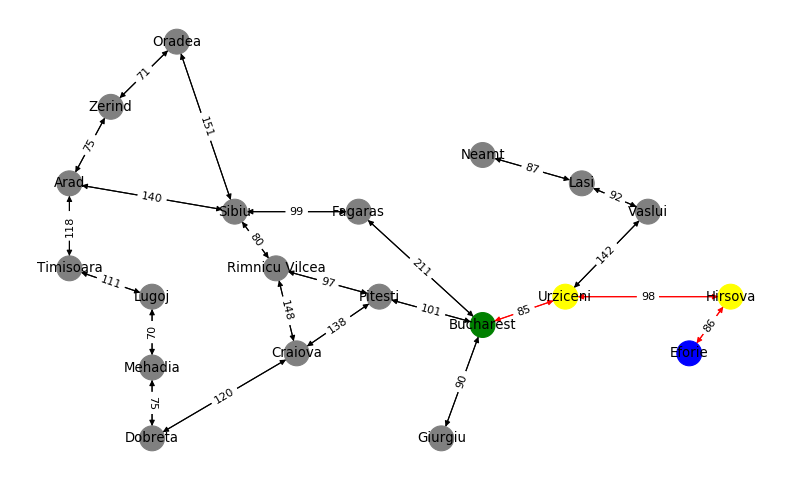 Oradea
71
Zerind
151
75
Neamt
87
Arad
Lasi
92
140
Sibiu
99
Fagaras
Vaslui
118
80
211
142
Timisoara
111
Rimnicu Vilcea
97
Lugoj
148
Pitesti
101
Urziceni
98
Hirsova
85
86
70
138
Bucharest
Craiova
Eforie
Mehadia
90
75
120
Dobreta
Giurgiu